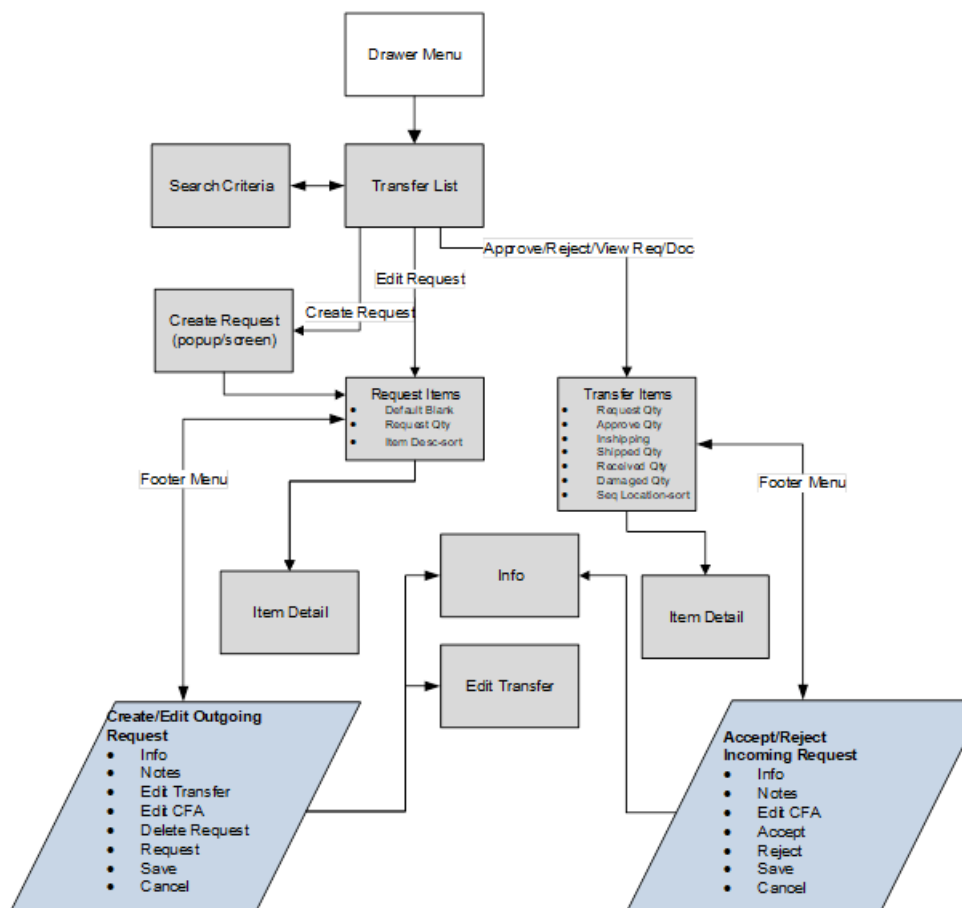 Drawer Menu
Search Criteria
Transfer List
Approve/Reject/View Req/Doc
Edit Request
Create Request
Create Request
(popup/screen)
Request Items
• Default Blank
• Request Qty
• Item Desc-sort
Transfer Items
• Request Qty
• Approve Qty
• Inshipping
• Shipped Qty
• Received Qty
• Damaged Qty
• Seq Location-sort
Footer Menu
Footer Menu
Info
Item Detail
Item Detail
Edit Transfer
Create/Edit Outgoing
Request
• Info
• Notes
• Edit Transfer
• Edit CFA
• Delete Request
• Request
• Save
• Cancel
Accept/Reject
Incoming Request
• Info
• Notes
• Edit CFA
• Accept
• Reject
• Save
• Cancel